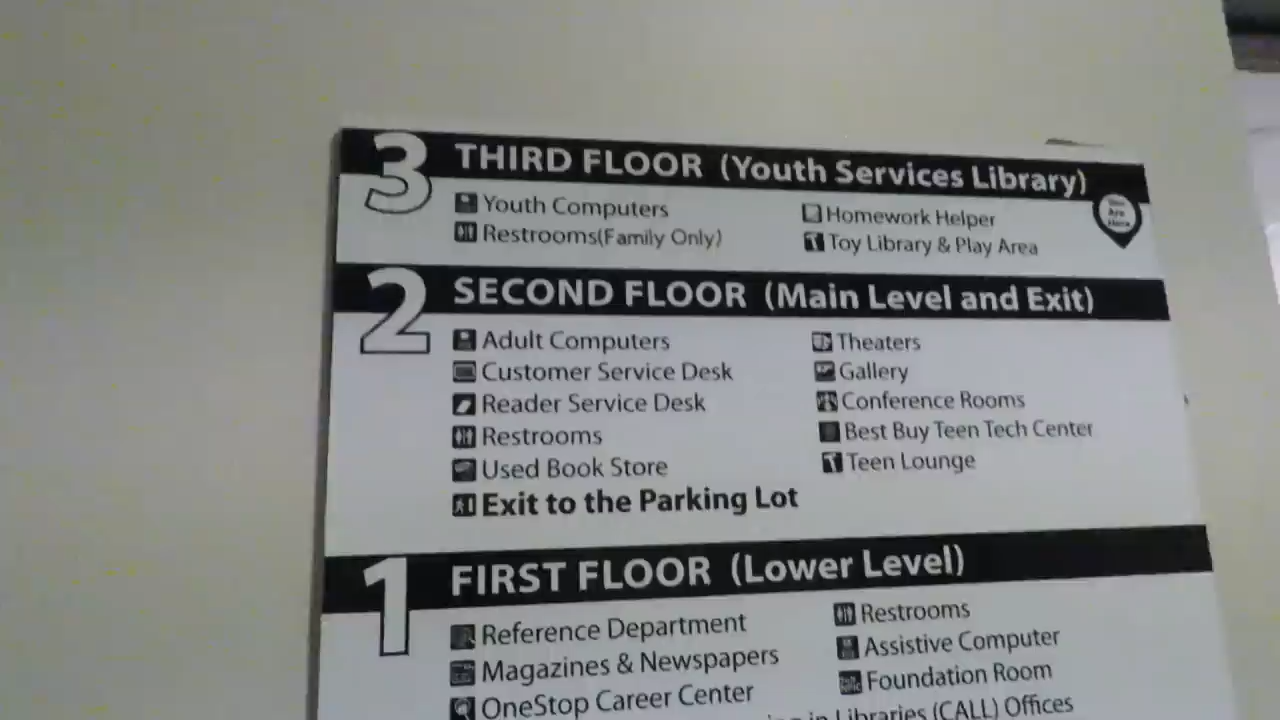 3 THIRD FLOOR (Youth Services Library)
Youth Computers
Restrooms(Family Only)
Homework Helper
Toy Library & Play Area
You
Are
Here
2 SECOND FLOOR (Main Level and Exit)
Adult Computers
Customer Service Desk
Reader Service Desk
Restrooms
Used Book Store
Exit to the Parking Lot
Theaters
Gallery
Conference Rooms
Best Buy Teen Tech Center
Teen Lounge
1 FIRST FLOOR (Lower Level)
Reference Department
Magazines & Newspapers
OneStop Career Center
Restrooms
Assistive Computer
Foundation Room
in Libraries (CALL) Offices